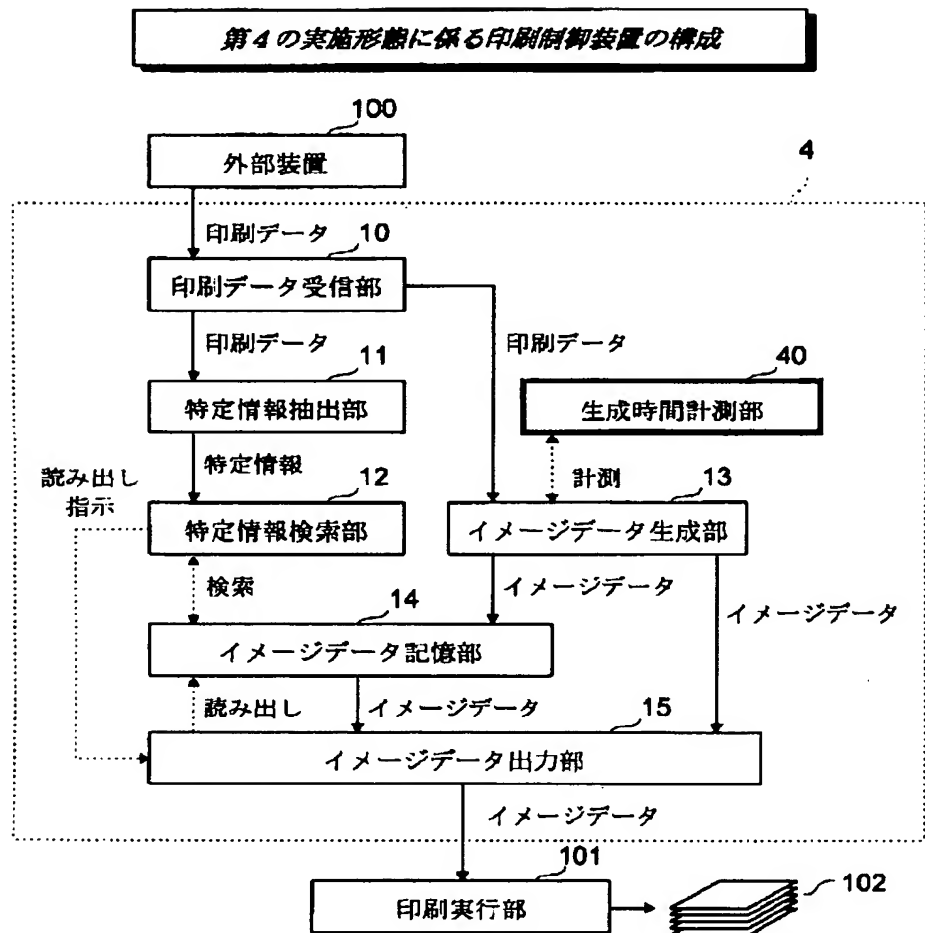 第4の実施形態に係る印刷制御装置の構成
100
外部装置
4
印刷データ
10
印刷データ受信部
印刷データ
11
印刷データ
40
特定情報抽出部
生成時間計測部
特定情報
読み出し
指示
12
計測
13
特定情報検索部
イメージデータ生成部
検索
14
イメージデータ
イメージデータ
イメージデータ記憶部
読み出し
イメージデータ
15
イメージデータ出力部
イメージデータ
101
印刷実行部
102